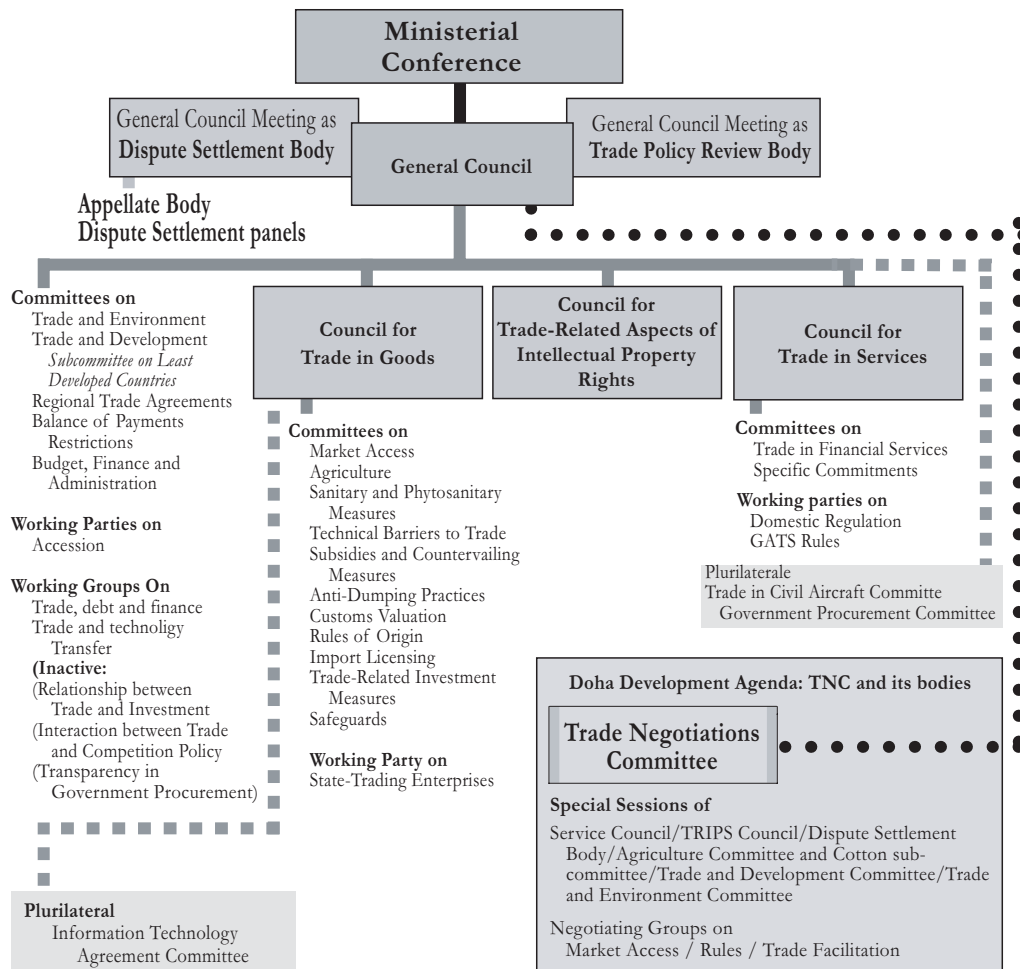 Ministerial
Conference
General Council Meeting as
Dispute Settlement Body
General Council
General Council Meeting as
Trade Policy Review Body
Appellate Body
Dispute Settlement panels
Committees on
Trade and Environment
Trade and Development
Subcommittee on Least
Developed Countries
Regional Trade Agreements
Balance of Payments
Restrictions
Budget, Finance and
Administration
Working Parties on
Accession
Working Groups On
Trade, debt and finance
Trade and technoligy
Transfer
(Inactive:
(Relationship between
Trade and Investment
(Interaction between Trade
and Competition Policy
(Transparency in
Government Procurement)
Plurilateral
Information Technology
Agreement Committee
Council for
Trade in Goods
Committees on
Market Access
Agriculture
Sanitary and Phytosanitary
Measures
Technical Barriers to Trade
Subsidies and Countervailing
Measures
Anti-Dumping Practices
Customs Valuation
Rules of Origin
Import Licensing
Trade-Related Investment
Measures
Safeguards
Working Party on
State-Trading Enterprises
Council for
Trade-Related Aspects of
Intellectual Property
Rights
Council for
Trade in Services
Committees on
Trade in Financial Services
Specific Commitments
Working parties on
Domestic Regulation
GATS Rules
Plurilaterale
Trade in Civil Aircraft Committe
Government Procurement Committee
Doha Development Agenda: TNC and its bodies
Trade Negotiations
Committee
Special Sessions of
Service Council/TRIPS Council/Dispute Settlement
Body/Agriculture Committee and Cotton sub-
committee/Trade and Development Committee/Trade
and Environment Committee
Negotiating Groups on
Market Access / Rules / Trade Facilitation